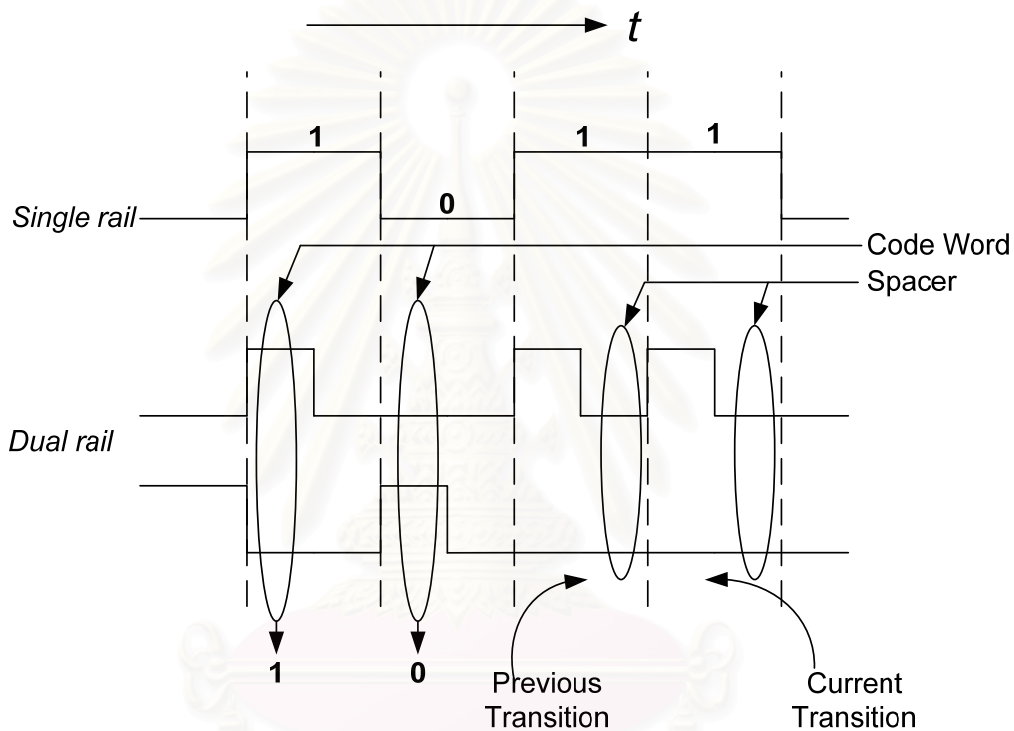 t
1
1
1
0
Single rail
Code Word
Spacer
Dual rail
1
0
Previous
Transition
Current
Transition